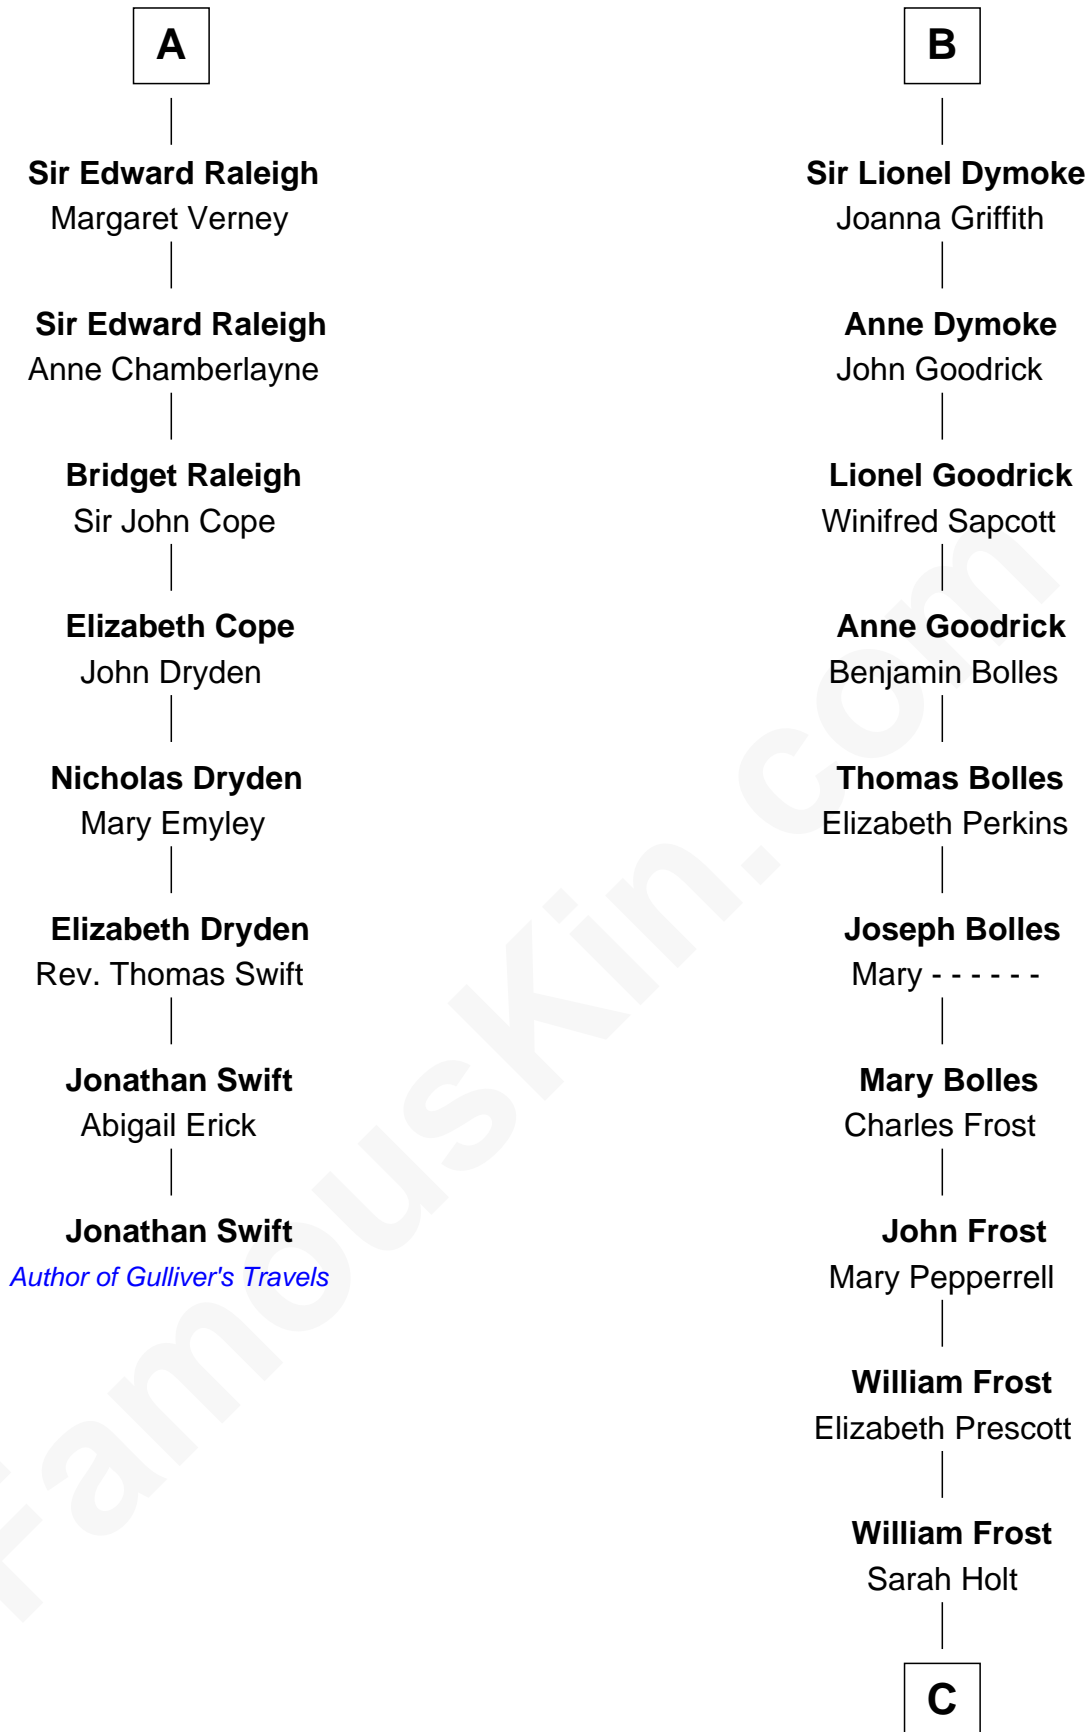 A
Sir Edward Raleigh
Margaret Verney
Sir Edward Raleigh
Anne Chamberlayne
Bridget Raleigh
Sir John Cope
Elizabeth Cope
John Dryden
Nicholas Dryden
Mary Emyley
Elizabeth Dryden
Rev. Thomas Swift
Jonathan Swift
Abigail Erick
Jonathan Swift
Author of Gulliver's Travels
B
Sir Lionel Dymoke
Joanna Griffith
Anne Dymoke
John Goodrick
Lionel Goodrick
Winifred Sapcott
Anne Goodrick
Benjamin Bolles
Thomas Bolles
Elizabeth Perkins
Joseph Bolles
Mary - - - - - -
Mary Bolles
Charles Frost
John Frost
Mary Pepperrell
William Frost
Elizabeth Prescott
William Frost
Sarah Holt
C
FamousKin.com